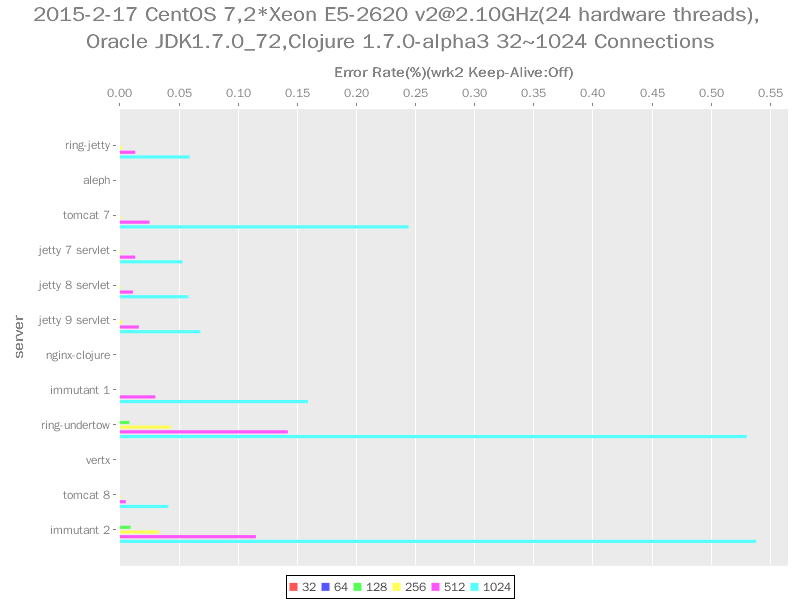 2015-2-17 CentOS 7,2*Xeon E5-2620 v2@2.10GHz(24 hardware threads),
Oracle JDK1.7.0_72,Clojure 1.7.0-alpha3 32~1024 Connections
Error Rate(%)(wrk2 Keep-Alive:Off)
0.00 0.05 0.10 0.15 0.20 0.25 0.30 0.35 0.40 0.45 0.50 0.55
ring-jetty
aleph
tomcat 7
jetty 7 servlet
jetty 8 servlet
jetty 9 servlet
server
nginx-clojure
immutant 1
ring-undertow
vertx
tomcat 8
immutant 2
32 64 128 256 512 1024